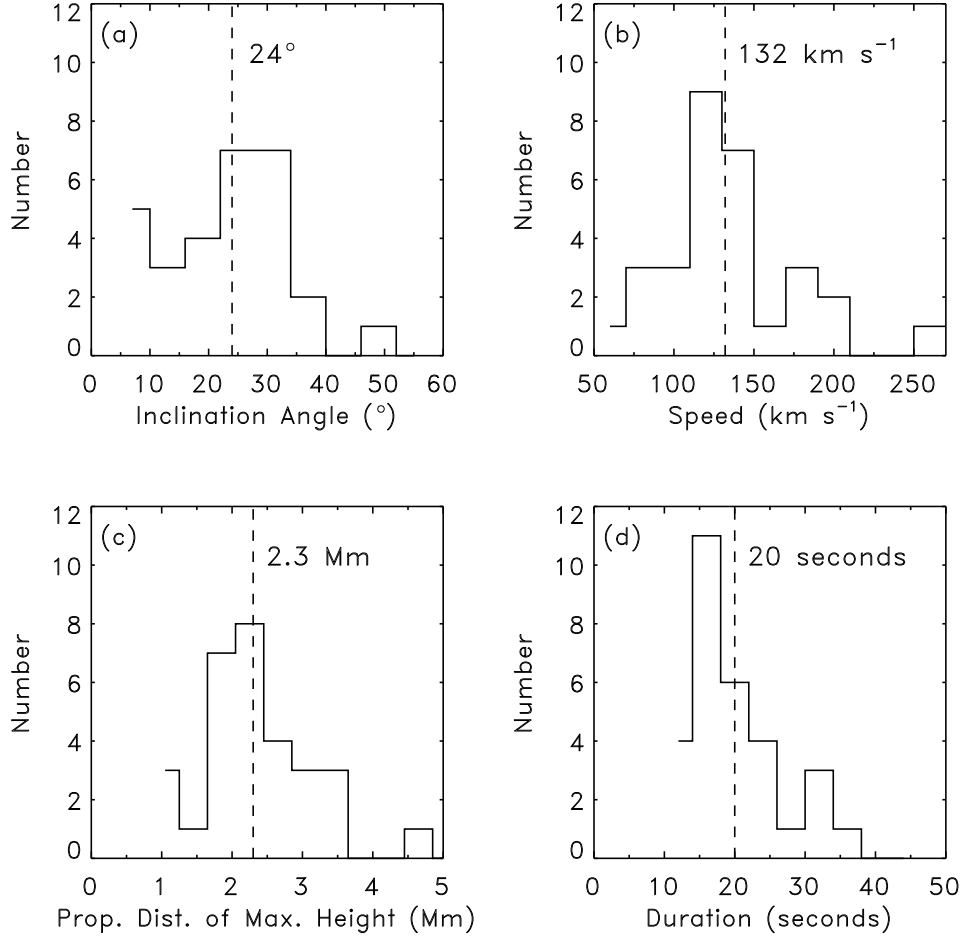 (a)
24°
12
10
8
6
4
2
0
Number
0 10 20 30 40 50 60
Inclination Angle (°)
(b)
132 km s⁻¹
12
10
8
6
4
2
0
Number
50 100 150 200 250
Speed (km s⁻¹)
(c)
2.3 Mm
12
10
8
6
4
2
0
Number
0 1 2 3 4 5
Prop. Dist. of Max. Height (Mm)
(d)
20 seconds
12
10
8
6
4
2
0
Number
0 10 20 30 40 50
Duration (seconds)